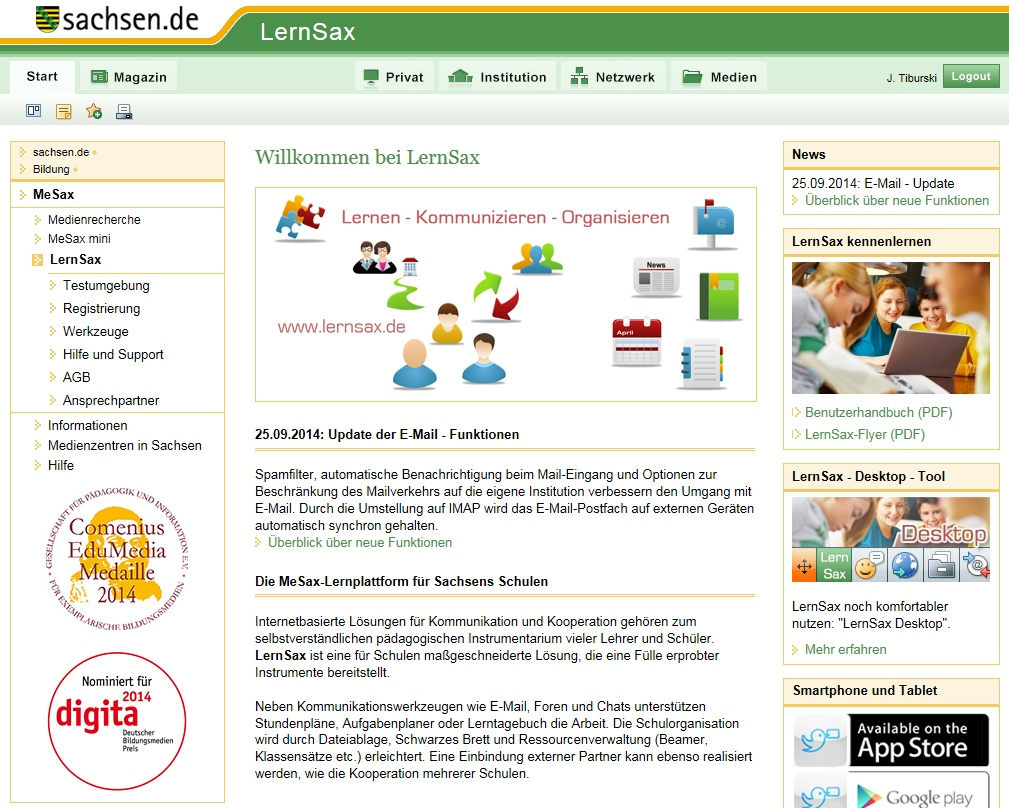 sachsen.de
LernSax
Start
Magazin
Privat
Institution
Netzwerk
Medien
J. Tiburski
Logout
sachsen.de
Bildung
MeSax
Medienrecherche
MeSax mini
LernSax
Testumgebung
Registrierung
Werkzeuge
Hilfe und Support
AGB
Ansprechpartner
Informationen
Medienzentren in Sachsen
Hilfe
GESELLSCHAFT FÜR PÄDAGOGIK UND INFORMATION E.V.
Comenius
EduMedia
Medaille
2014
FÜR EXEMPLARISCHE BILDUNGSMEDIEN
Nominiert für
2014
digita
Deutscher
Bildungsmedien
Preis
Willkommen bei LernSax
Lernen - Kommunizieren - Organisieren
www.lernsax.de
News
April
25.09.2014: Update der E-Mail - Funktionen
Spamfilter, automatische Benachrichtigung beim Mail-Eingang und Optionen zur
Beschränkung des Mailverkehrs auf die eigene Institution verbessern den Umgang mit
E-Mail. Durch die Umstellung auf IMAP wird das E-Mail-Postfach auf externen Geräten
automatisch synchron gehalten.
Überblick über neue Funktionen
Die MeSax-Lernplattform für Sachsens Schulen
Internetbasierte Lösungen für Kommunikation und Kooperation gehören zum
selbstverständlichen pädagogischen Instrumentarium vieler Lehrer und Schüler.
LernSax ist eine für Schulen maßgeschneiderte Lösung, die eine Fülle erprobter
Instrumente bereitstellt.
Neben Kommunikationswerkzeugen wie E-Mail, Foren und Chats unterstützen
Stundenpläne, Aufgabenplaner oder Lerntagebuch die Arbeit. Die Schulorganisation
wird durch Dateiablage, Schwarzes Brett und Ressourcenverwaltung (Beamer,
Klassensätze etc.) erleichtert. Eine Einbindung externer Partner kann ebenso realisiert
werden, wie die Kooperation mehrerer Schulen.
News
25.09.2014: E-Mail - Update
Überblick über neue Funktionen
LernSax kennenlernen
Benutzerhandbuch (PDF)
LernSax-Flyer (PDF)
LernSax - Desktop - Tool
Desktop
Lern
Sax
LernSax noch komfortabler
nutzen: "LernSax Desktop".
Mehr erfahren
Smartphone und Tablet
Available on the
App Store
Google play